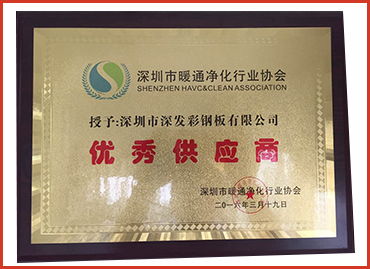 深圳市暖通净化行业协会
SHENZHEN HAVC&CLEAN ASSOCIATION
授予:深圳市深发彩钢板有限公司
优秀供应商
深圳市暖通净化行业协会
二〇一六年三月十九日